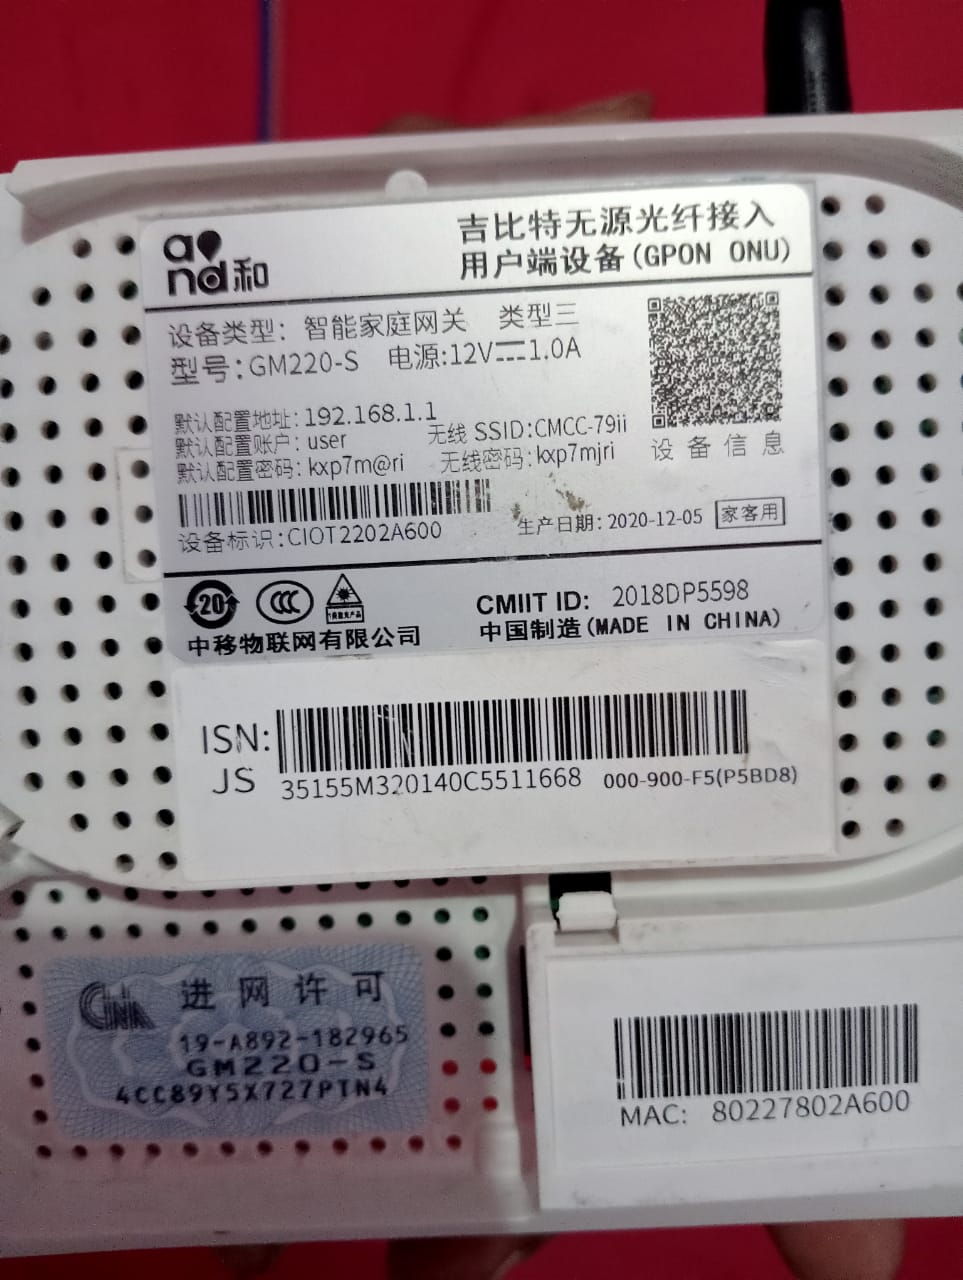 and和
吉比特无源光纤接入
用户端设备(GPON ONU)
设备类型: 智能家庭网关 类型三
型号:GM220-S 电源:12V⎓1.0A
默认配置地址: 192.168.1.1
默认配置账户: user 无线 SSID:CMCC-79ii
默认配置密码: kxp7m@ri 无线密码: kxp7mjri
设备信息
设备标识:CIOT2202A600 生产日期: 2020-12-05 家客用
20 CCC
中移物联网有限公司
CMIIT ID: 2018DP5598
中国制造(MADE IN CHINA)
ISN:
JS 35155M320140C5511668 000-900-F5(P5BD8)
进网许可
19-A892-182965
GM220-S
4CC89Y5X727PTN4
MAC: 80227802A600